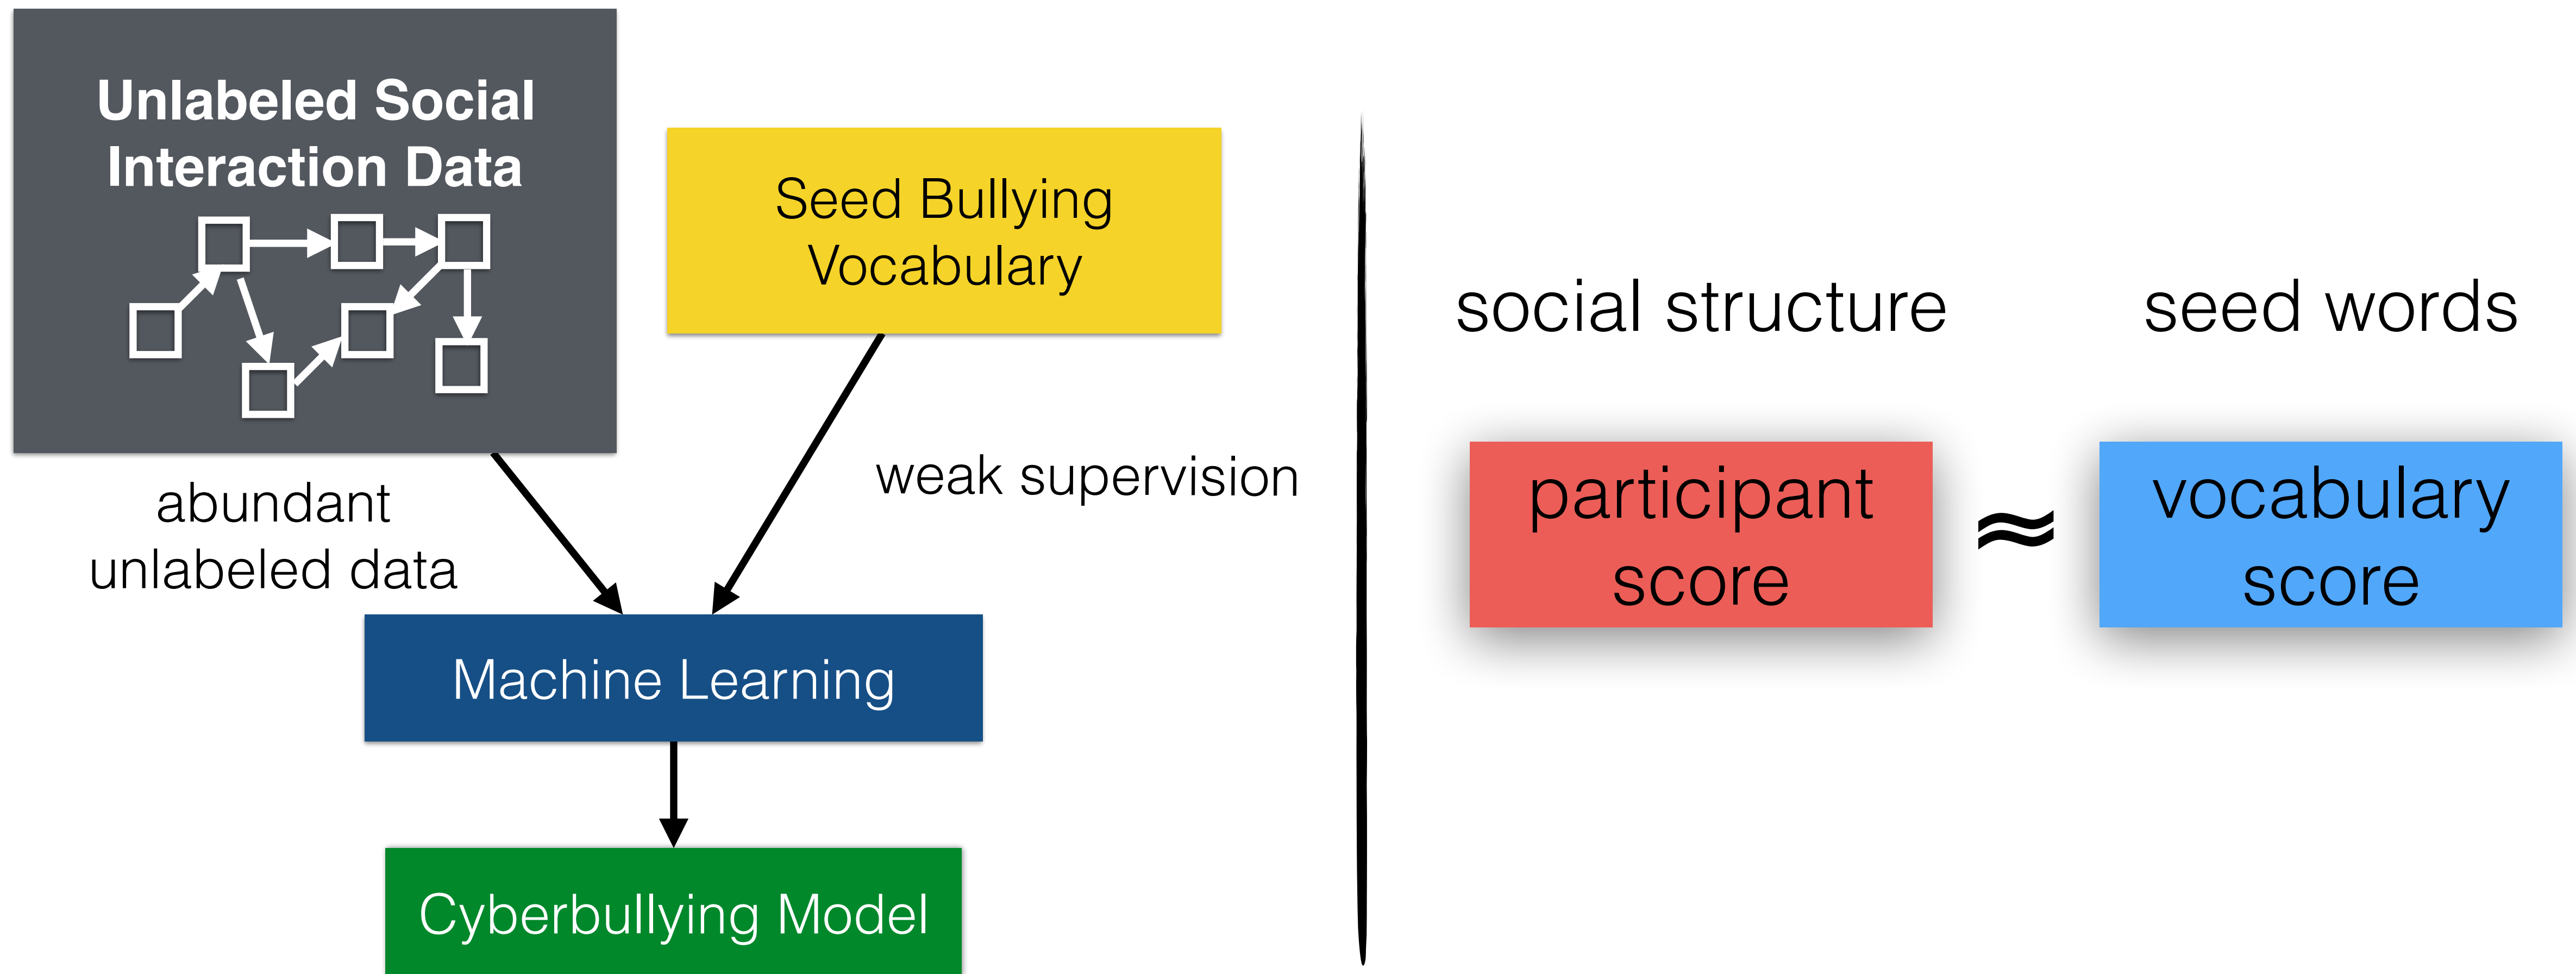 Unlabeled Social
Interaction Data
Seed Bullying
Vocabulary
abundant
unlabeled data
weak supervision
Machine Learning
Cyberbullying Model
social structure
seed words
participant
score
≈
vocabulary
score